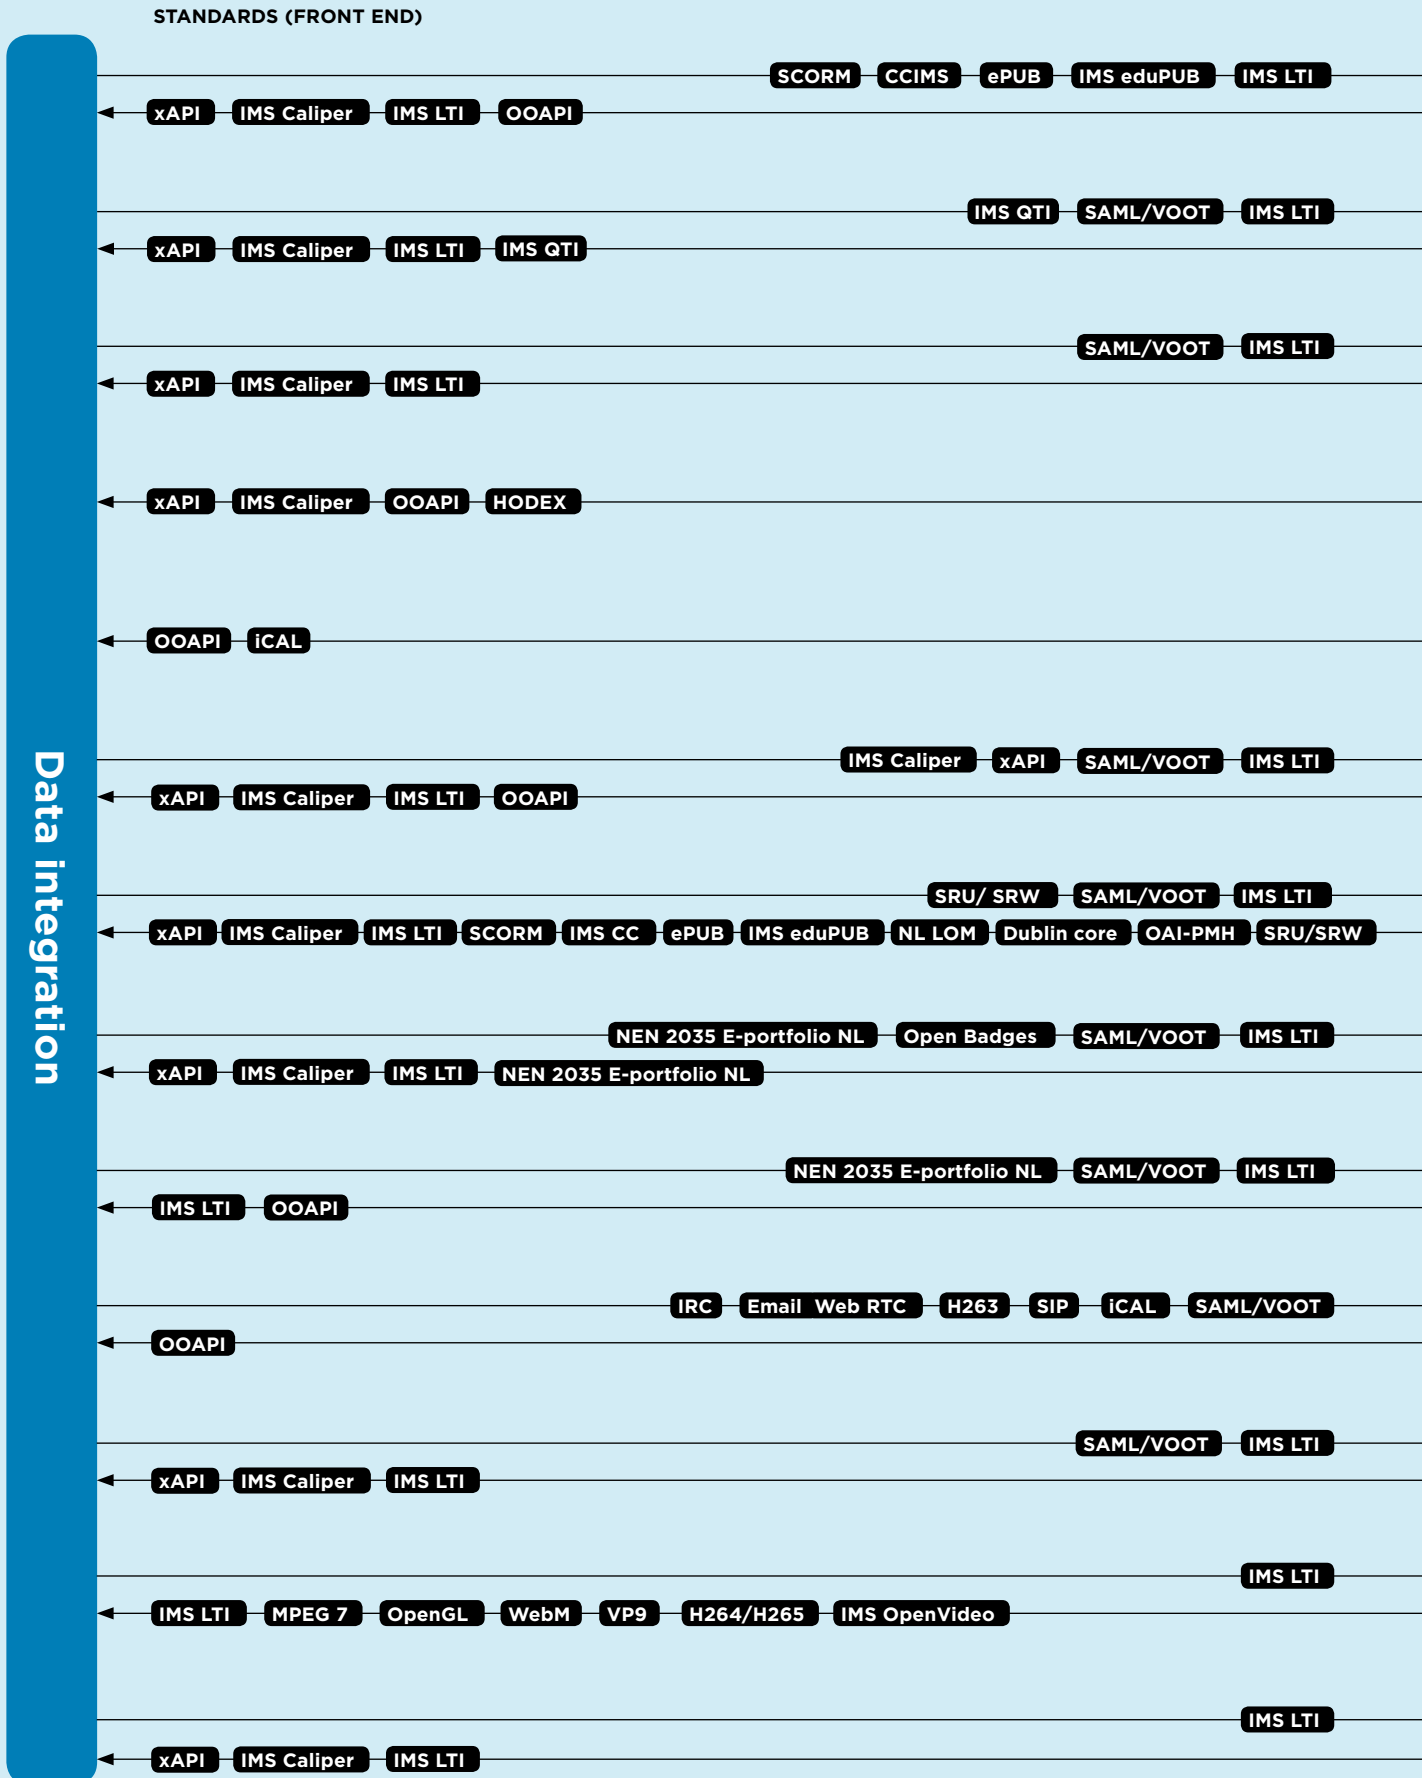 STANDARDS (FRONT END)
SCORM CCIMS ePUB IMS eduPUB IMS LTI
xAPI IMS Caliper IMS LTI OOAPI
IMS QTI SAML/VOOT IMS LTI
xAPI IMS Caliper IMS LTI IMS QTI
SAML/VOOT IMS LTI
xAPI IMS Caliper IMS LTI
xAPI IMS Caliper OOAPI HODEX
OOAPI iCAL
Data integration
IMS Caliper xAPI SAML/VOOT IMS LTI
xAPI IMS Caliper IMS LTI OOAPI
SRU/ SRW SAML/VOOT IMS LTI
xAPI IMS Caliper IMS LTI SCORM IMS CC ePUB IMS eduPUB NL LOM Dublin core OAI-PMH SRU/SRW
NEN 2035 E-portfolio NL Open Badges SAML/VOOT IMS LTI
xAPI IMS Caliper IMS LTI NEN 2035 E-portfolio NL
NEN 2035 E-portfolio NL SAML/VOOT IMS LTI
IMS LTI OOAPI
IRC Email Web RTC H263 SIP iCAL SAML/VOOT
OOAPI
SAML/VOOT IMS LTI
xAPI IMS Caliper IMS LTI
IMS LTI
IMS LTI MPEG 7 OpenGL WebM VP9 H264/H265 IMS OpenVideo
IMS LTI
xAPI IMS Caliper IMS LTI